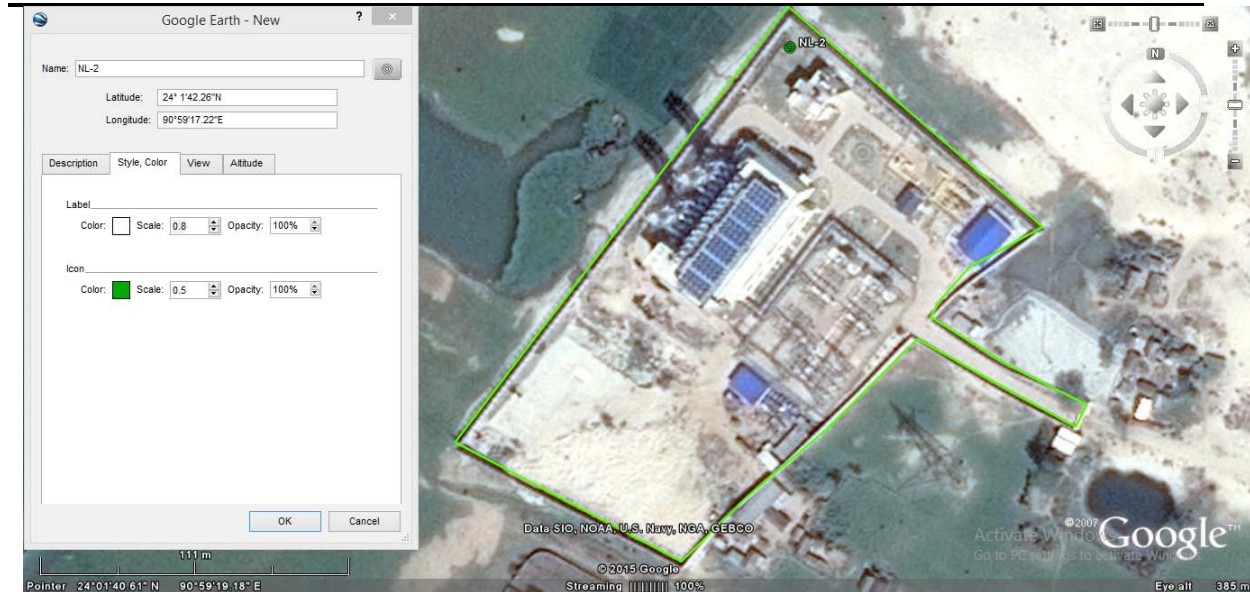 Google Earth - New ? ×
Name: NL-2
Latitude: 24° 1'42.26"N
Longitude: 90°59'17.22"E
Description Style, Color View Altitude
Label
Color: Scale: 0.8 Opacity: 100%
Icon
Color: Scale: 0.5 Opacity: 100%
OK Cancel
NL-2
N
Data SIO, NOAA, U.S. Navy, NGA, GEBCO
©2007 Google™
Activate Windows
Go to PC settings to activate Windows
111 m
© 2015 Google
Pointer 24°01'40.61" N 90°59'19.18" E Streaming |||||||||| 100% Eye alt 385 m